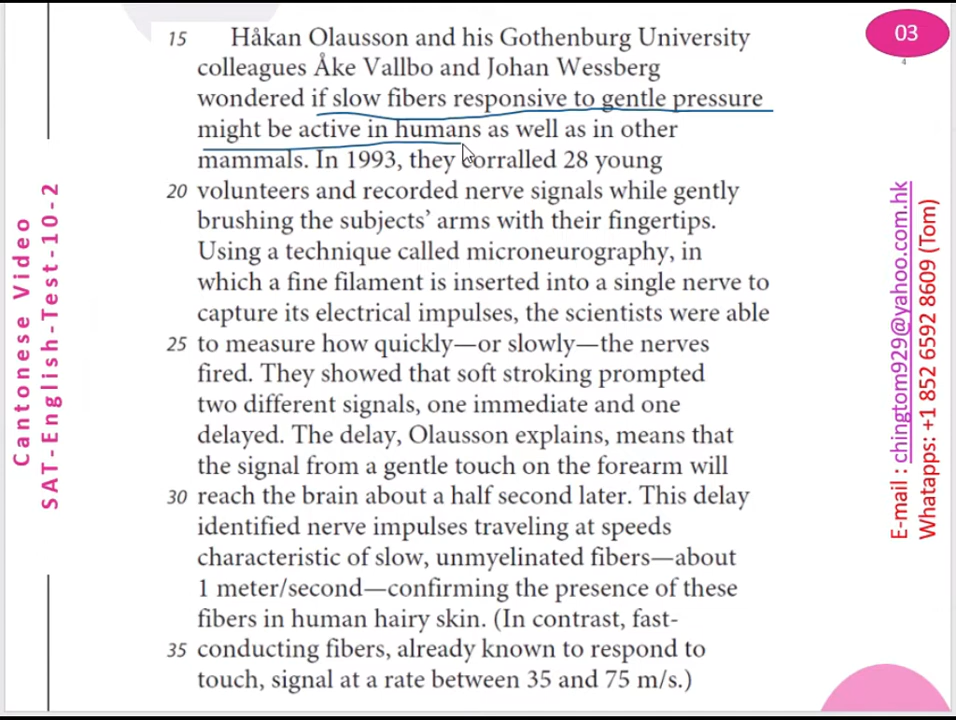 15 Håkan Olausson and his Gothenburg University
colleagues Åke Vallbo and Johan Wessberg
wondered if slow fibers responsive to gentle pressure
might be active in humans as well as in other
mammals. In 1993, they corralled 28 young
20 volunteers and recorded nerve signals while gently
brushing the subjects’ arms with their fingertips.
Using a technique called microneurography, in
which a fine filament is inserted into a single nerve to
capture its electrical impulses, the scientists were able
25 to measure how quickly—or slowly—the nerves
fired. They showed that soft stroking prompted
two different signals, one immediate and one
delayed. The delay, Olausson explains, means that
the signal from a gentle touch on the forearm will
30 reach the brain about a half second later. This delay
identified nerve impulses traveling at speeds
characteristic of slow, unmyelinated fibers—about
1 meter/second—confirming the presence of these
fibers in human hairy skin. (In contrast, fast-
35 conducting fibers, already known to respond to
touch, signal at a rate between 35 and 75 m/s.)
03
4
Cantonese Video
SAT-English-Test-10-2
E-mail : chingtom929@yahoo.com.hk
Whatapps: +1 852 6592 8609 (Tom)